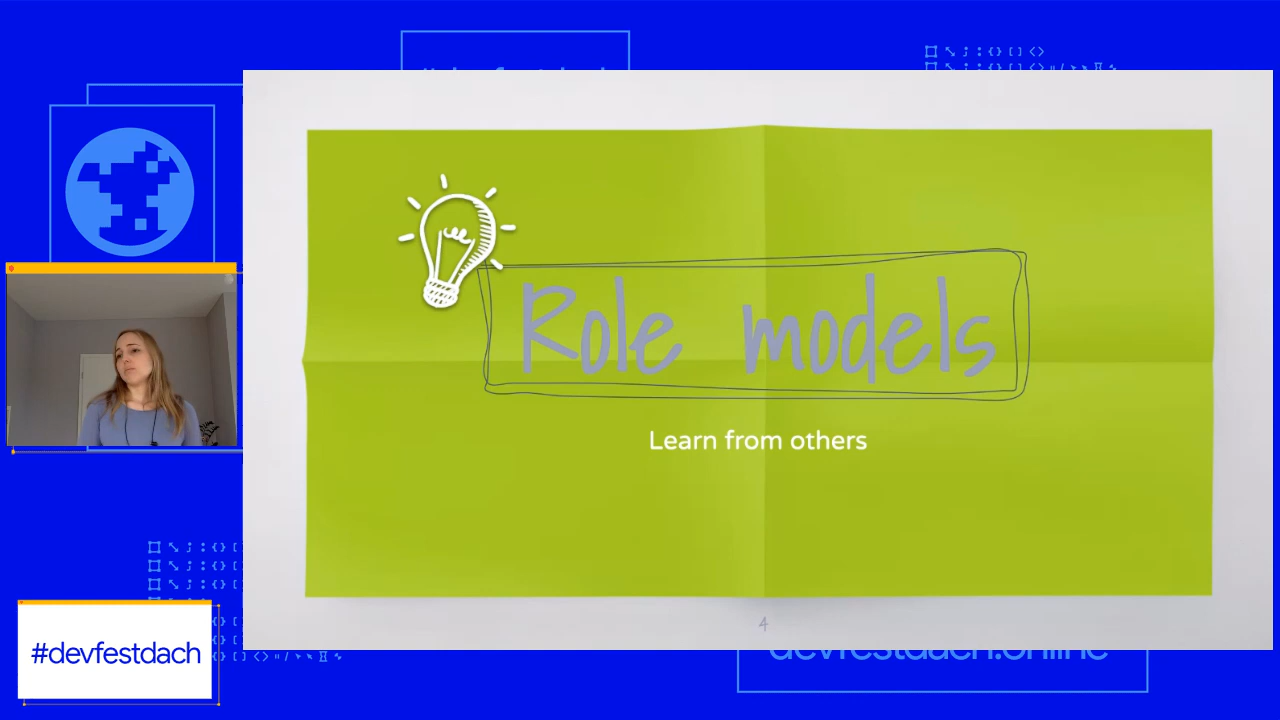 Role models
Learn from others
4
#devfestdach
devfestdach.online